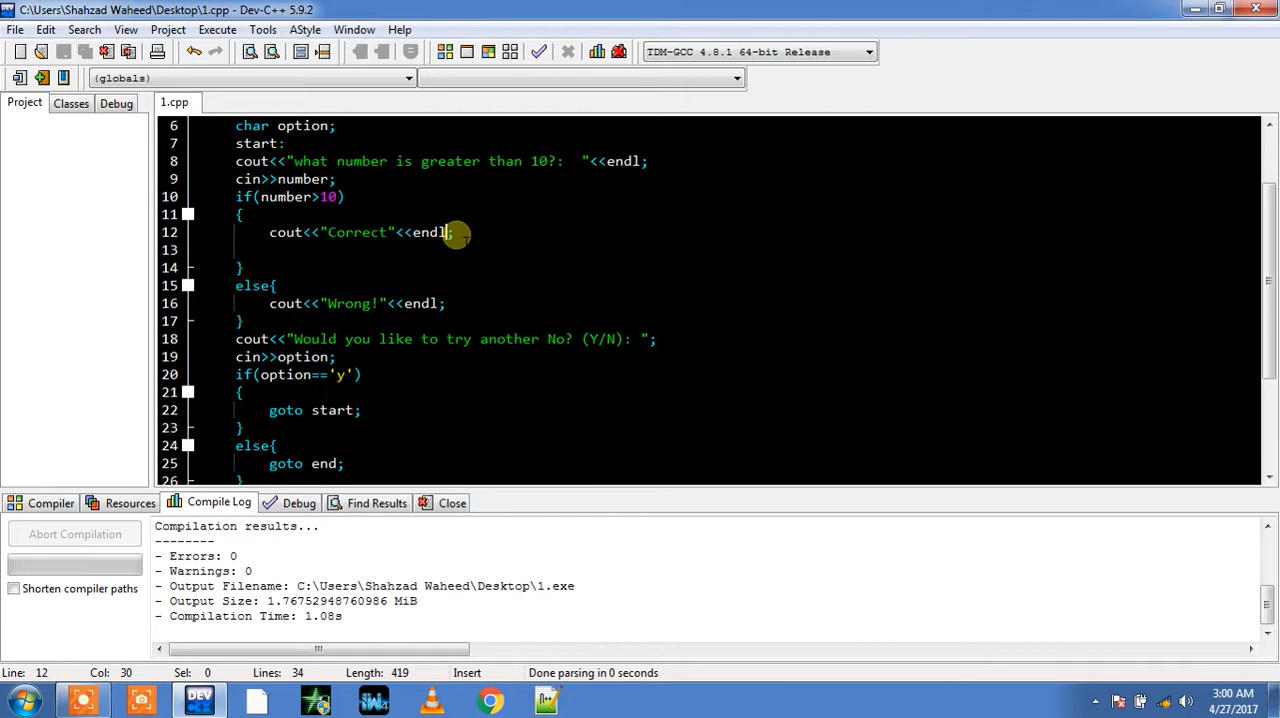 C:\Users\Shahzad Waheed\Desktop\1.cpp - Dev-C++ 5.9.2
File Edit Search View Project Execute Tools AStyle Window Help
TDM-GCC 4.8.1 64-bit Release
(globals)
Project Classes Debug 1.cpp
6 char option;
7 start:
8 cout<<"what number is greater than 10?:  "<<endl;
9 cin>>number;
10 if(number>10)
11 {
12 cout<<"Correct"<<endl;
13
14 }
15 else{
16 cout<<"Wrong!"<<endl;
17 }
18 cout<<"Would you like to try another No? (Y/N): ";
19 cin>>option;
20 if(option=='y')
21 {
22 goto start;
23 }
24 else{
25 goto end;
26 }
Compiler Resources Compile Log Debug Find Results Close
Abort Compilation
Shorten compiler paths
Compilation results...
--------
- Errors: 0
- Warnings: 0
- Output Filename: C:\Users\Shahzad Waheed\Desktop\1.exe
- Output Size: 1.76752948760986 MiB
- Compilation Time: 1.08s
Line: 12 Col: 30 Sel: 0 Lines: 34 Length: 419 Insert Done parsing in 0 seconds
DEV C++
SW
3:00 AM
4/27/2017